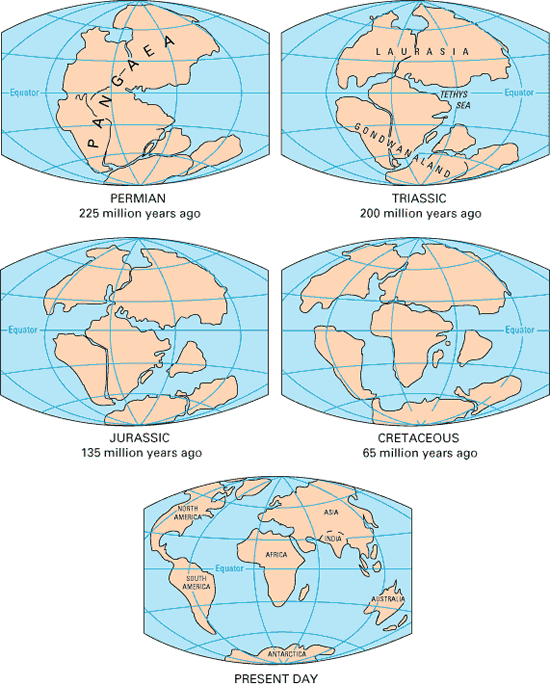 PANGAEA
Equator
PERMIAN
225 million years ago
LAURASIA
TETHYS
SEA
Equator
GONDWANALAND
TRIASSIC
200 million years ago
Equator
JURASSIC
135 million years ago
Equator
CRETACEOUS
65 million years ago
NORTH
AMERICA
ASIA
INDIA
AFRICA
Equator
SOUTH
AMERICA
AUSTRALIA
ANTARCTICA
PRESENT DAY